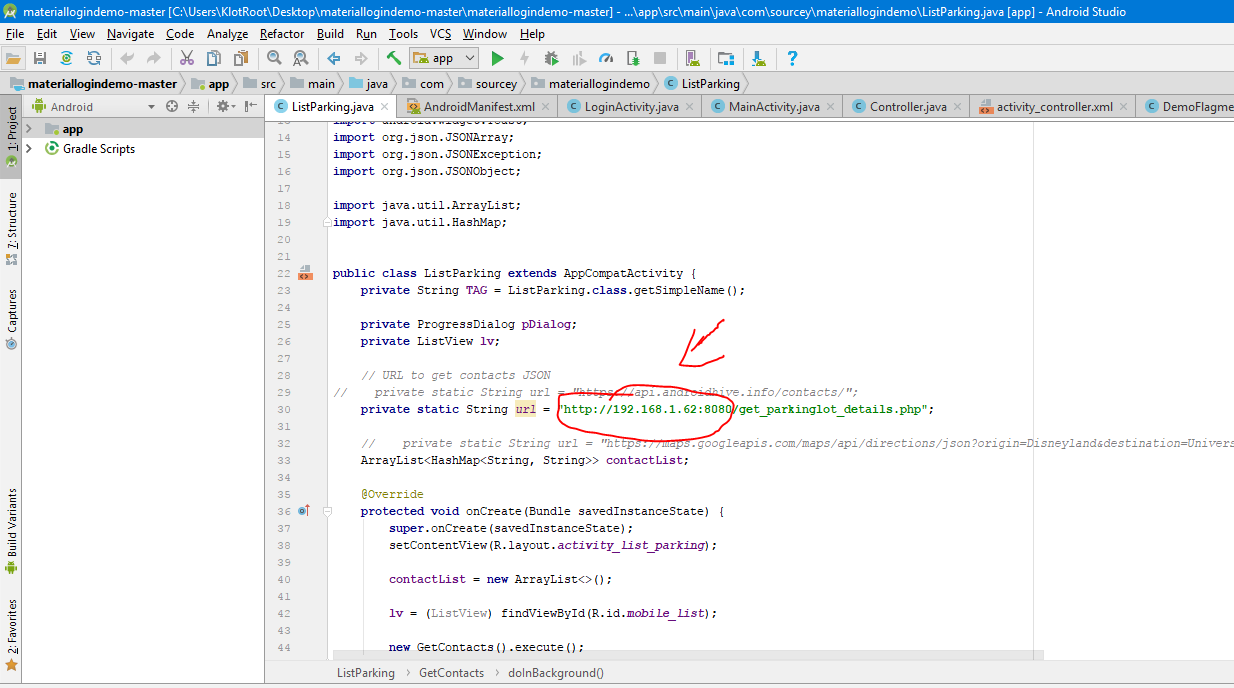 materiallogindemo-master [C:\Users\KlotRoot\Desktop\materiallogindemo-master\materiallogindemo-master] - ...\app\src\main\java\com\sourcey\materiallogindemo\ListParking.java [app] - Android Studio
File Edit View Navigate Code Analyze Refactor Build Run Tools VCS Window Help
app
materiallogindemo-master app src main java com sourcey materiallogindemo ListParking
Android
ListParking.java AndroidManifest.xml LoginActivity.java MainActivity.java Controller.java activity_controller.xml DemoFlagme
1: Project
7: Structure
Captures
Build Variants
2: Favorites
app
Gradle Scripts
14 import org.json.JSONArray;
15 import org.json.JSONException;
16 import org.json.JSONObject;
17
18 import java.util.ArrayList;
19 import java.util.HashMap;
20
21
22 public class ListParking extends AppCompatActivity {
23 private String TAG = ListParking.class.getSimpleName();
24
25 private ProgressDialog pDialog;
26 private ListView lv;
27
28 // URL to get contacts JSON
29 // private static String url = "https://api.androidhive.info/contacts/";
30 private static String url = "http://192.168.1.62:8080/get_parkinglot_details.php";
31
32 // private static String url = "https://maps.googleapis.com/maps/api/directions/json?origin=Disneyland&destination=Univers
33 ArrayList<HashMap<String, String>> contactList;
34
35 @Override
36 protected void onCreate(Bundle savedInstanceState) {
37 super.onCreate(savedInstanceState);
38 setContentView(R.layout.activity_list_parking);
39
40 contactList = new ArrayList<>();
41
42 lv = (ListView) findViewById(R.id.mobile_list);
43
44 new GetContacts().execute();
ListParking > GetContacts > doInBackground()